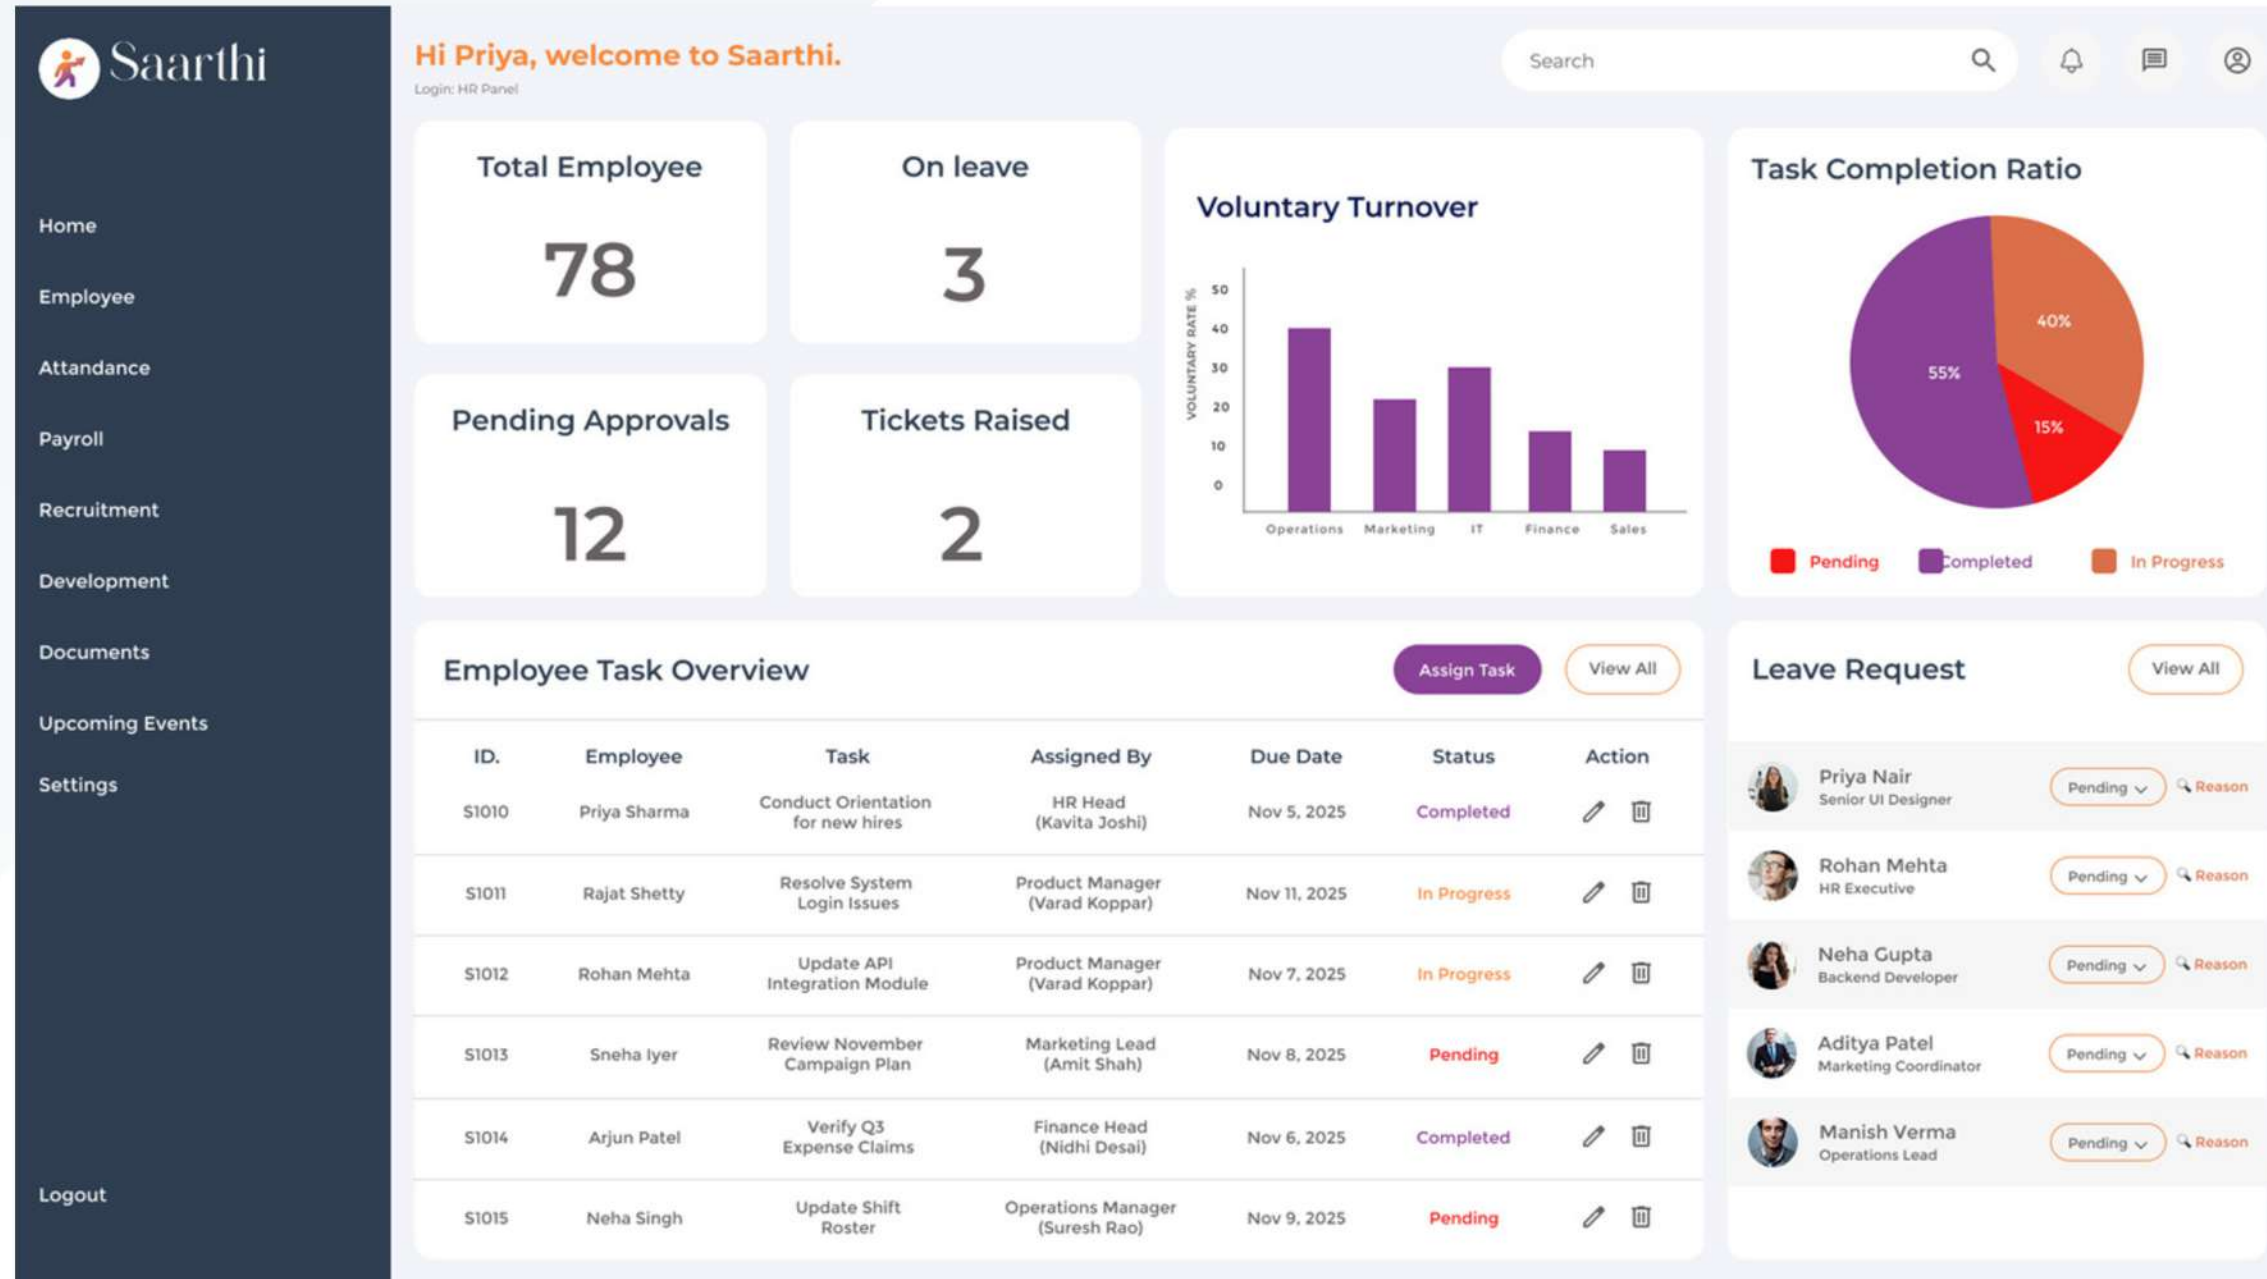 Saarthi
Hi Priya, welcome to Saarthi.
Login: HR Panel
Search
Home
Employee
Attandance
Payroll
Recruitment
Development
Documents
Upcoming Events
Settings
Logout
Total Employee
78
On leave
3
Pending Approvals
12
Tickets Raised
2
Voluntary Turnover
VOLUNTARY RATE %
50
40
30
20
10
0
Operations Marketing IT Finance Sales
Task Completion Ratio
40%
55%
15%
Pending Completed In Progress
Employee Task Overview
Assign Task
View All
ID. Employee Task Assigned By Due Date Status Action
S1010 Priya Sharma Conduct Orientation HR Head Nov 5, 2025 Completed
for new hires (Kavita Joshi)
S1011 Rajat Shetty Resolve System Product Manager Nov 11, 2025 In Progress
Login Issues (Varad Koppar)
S1012 Rohan Mehta Update API Product Manager Nov 7, 2025 In Progress
Integration Module (Varad Koppar)
S1013 Sneha Iyer Review November Marketing Lead Nov 8, 2025 Pending
Campaign Plan (Amit Shah)
S1014 Arjun Patel Verify Q3 Finance Head Nov 6, 2025 Completed
Expense Claims (Nidhi Desai)
S1015 Neha Singh Update Shift Operations Manager Nov 9, 2025 Pending
Roster (Suresh Rao)
Leave Request
View All
Priya Nair
Senior UI Designer
Pending Reason
Rohan Mehta
HR Executive
Pending Reason
Neha Gupta
Backend Developer
Pending Reason
Aditya Patel
Marketing Coordinator
Pending Reason
Manish Verma
Operations Lead
Pending Reason